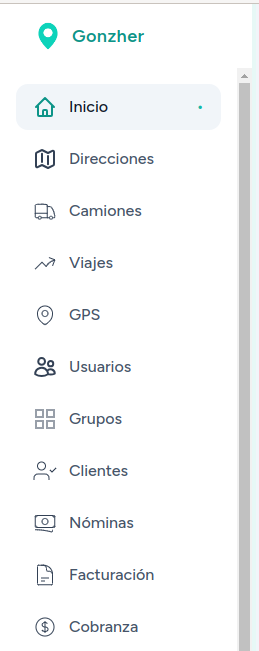 Gonzher
Inicio
Direcciones
Camiones
Viajes
GPS
Usuarios
Grupos
Clientes
Nóminas
Facturación
Cobranza